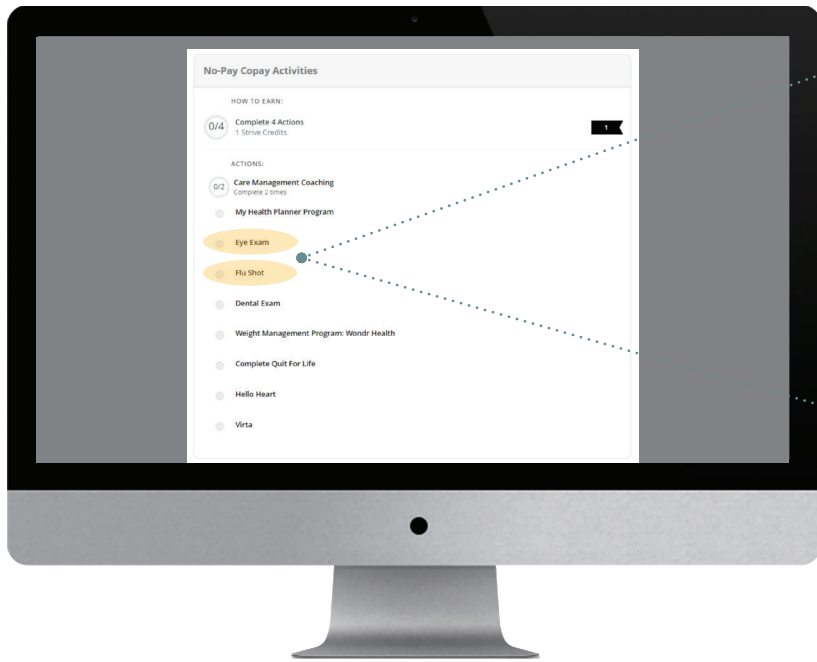 No-Pay Copay Activities
HOW TO EARN:
0/4
Complete 4 Actions
1 Strive Credits
1
ACTIONS:
0/2
Care Management Coaching
Complete 2 times
My Health Planner Program
Eye Exam
Flu Shot
Dental Exam
Weight Management Program: Wondr Health
Complete Quit For Life
Hello Heart
Virta